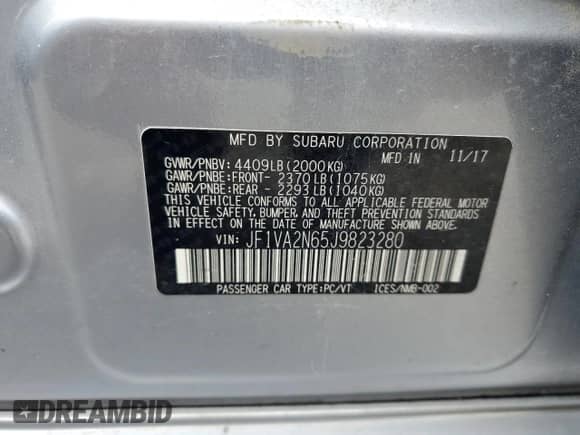 MFD BY SUBARU CORPORATION
GVWR/PNBV: 4409LB(2000KG) MFD IN 11/17
GAWR/PNBE:FRONT- 2370LB(1075KG)
GAWR/PNBE:REAR - 2293LB(1040KG)
THIS VEHICLE CONFORMS TO ALL APPLICABLE FEDERAL MOTOR
VEHICLE SAFETY, BUMPER, AND THEFT PREVENTION STANDARDS
IN EFFECT ON THE DATE OF MANUFACTURE SHOWN ABOVE.
VIN: JF1VA2N65J9823280
PASSENGER CAR TYPE:PC/VT ICES/NMB-002
DREAMBID